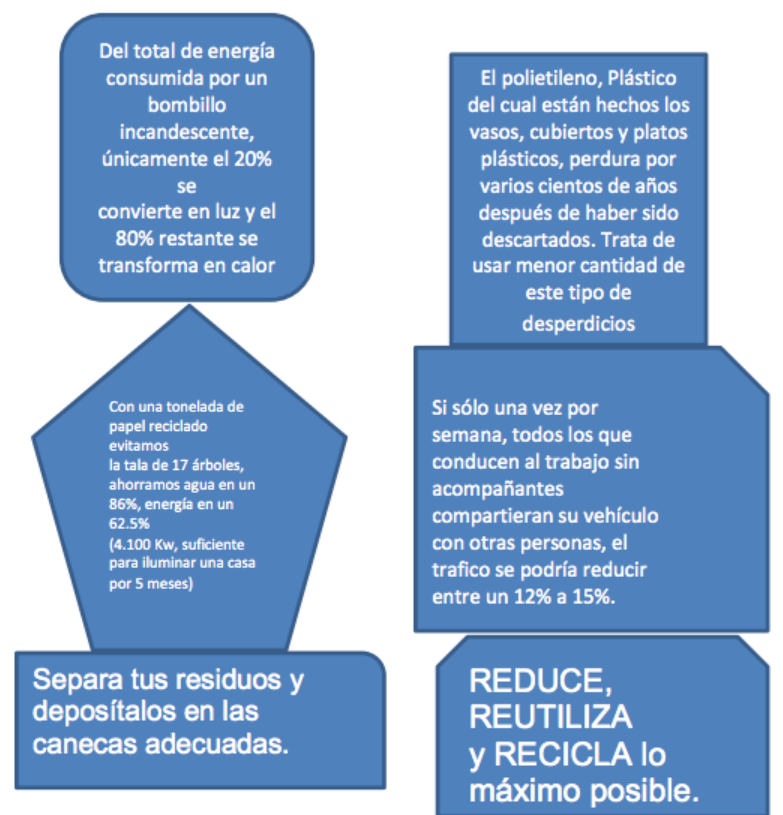 Del total de energía
consumida por un
bombillo
incandescente,
únicamente el 20%
se
convierte en luz y el
80% restante se
transforma en calor
Con una tonelada de
papel reciclado
evitamos
la tala de 17 árboles,
ahorramos agua en un
86%, energía en un
62.5%
(4.100 Kw, suficiente
para iluminar una casa
por 5 meses)
Separa tus residuos y
deposítalos en las
canecas adecuadas.
El polietileno, Plástico
del cual están hechos los
vasos, cubiertos y platos
plásticos, perdura por
varios cientos de años
después de haber sido
descartados. Trata de
usar menor cantidad de
este tipo de
desperdicios
Si sólo una vez por
semana, todos los que
conducen al trabajo sin
acompañantes
compartieran su vehículo
con otras personas, el
trafico se podría reducir
entre un 12% a 15%.
REDUCE,
REUTILIZA
y RECICLA lo
máximo posible.